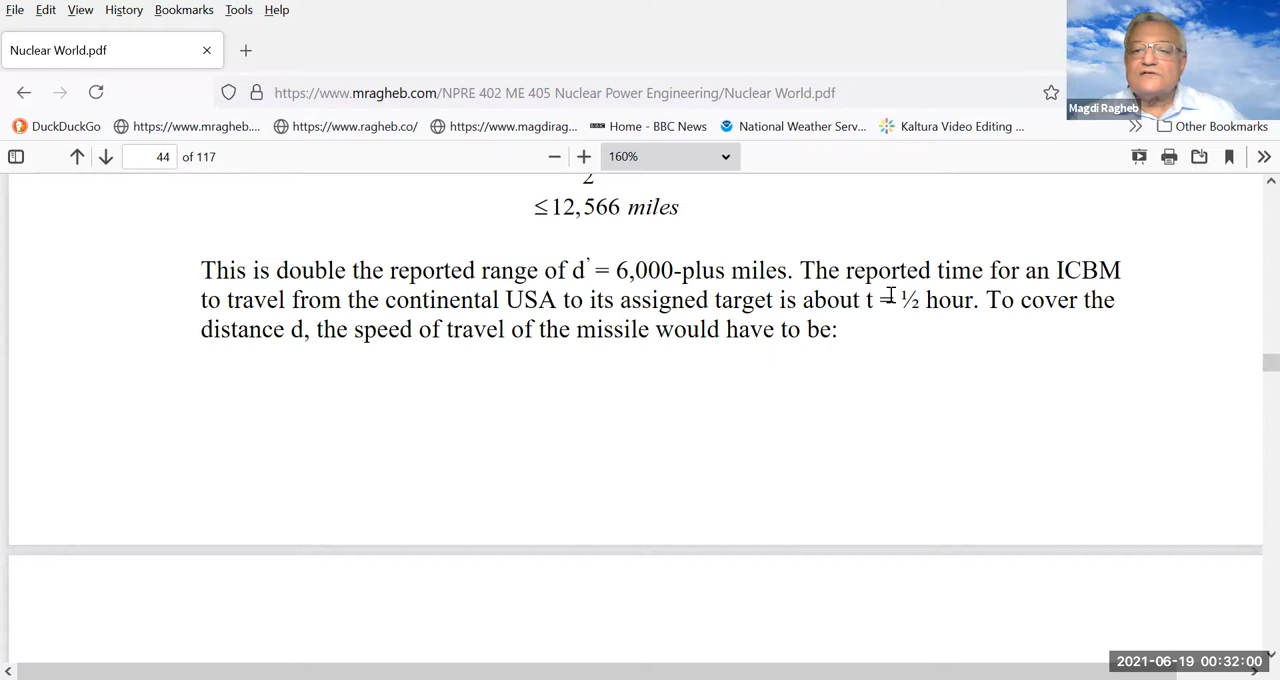 File Edit View History Bookmarks Tools Help
Nuclear World.pdf
https://www.mragheb.com/NPRE 402 ME 405 Nuclear Power Engineering/Nuclear World.pdf
Magdi Ragheb
DuckDuckGo https://www.mragheb.... https://www.ragheb.co/ https://www.magdirag... Home - BBC News National Weather Serv... Kaltura Video Editing ... Other Bookmarks
44 of 117 160%
2
≤12,566 miles
This is double the reported range of d' = 6,000-plus miles. The reported time for an ICBM
to travel from the continental USA to its assigned target is about t = ½ hour. To cover the
distance d, the speed of travel of the missile would have to be:
2021-06-19 00:32:00